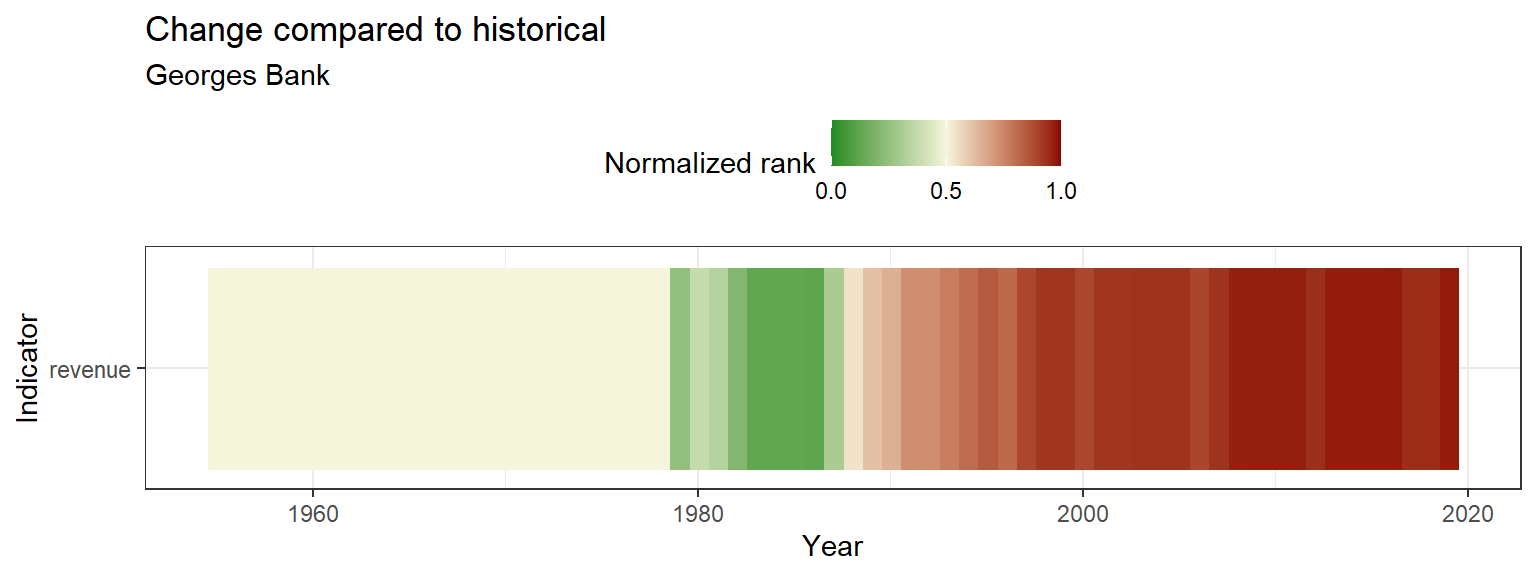 Change compared to historical
Georges Bank
Normalized rank
0.0 0.5 1.0
Indicator
revenue
1960 1980 2000 2020
Year